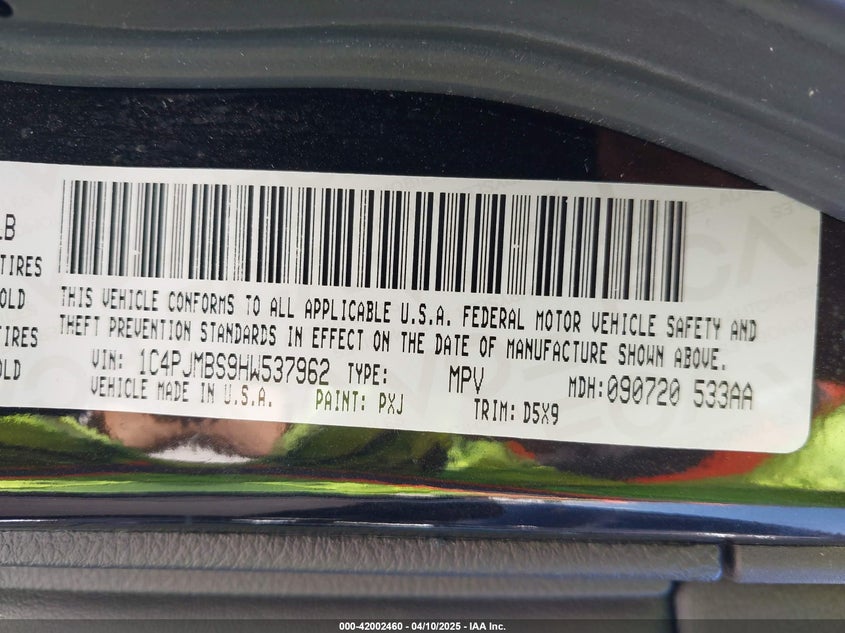 LB
TIRES
OLD
TIRES
OLD
THIS VEHICLE CONFORMS TO ALL APPLICABLE U.S.A. FEDERAL MOTOR VEHICLE SAFETY AND
THEFT PREVENTION STANDARDS IN EFFECT ON THE DATE OF MANUFACTURE SHOWN ABOVE.
VIN: 1C4PJMBS9HW537962 TYPE: MPV MDH: 090720 533AA
VEHICLE MADE IN U.S.A. PAINT: PXJ TRIM: D5X9
000-42002460 - 04/10/2025 - IAA Inc.